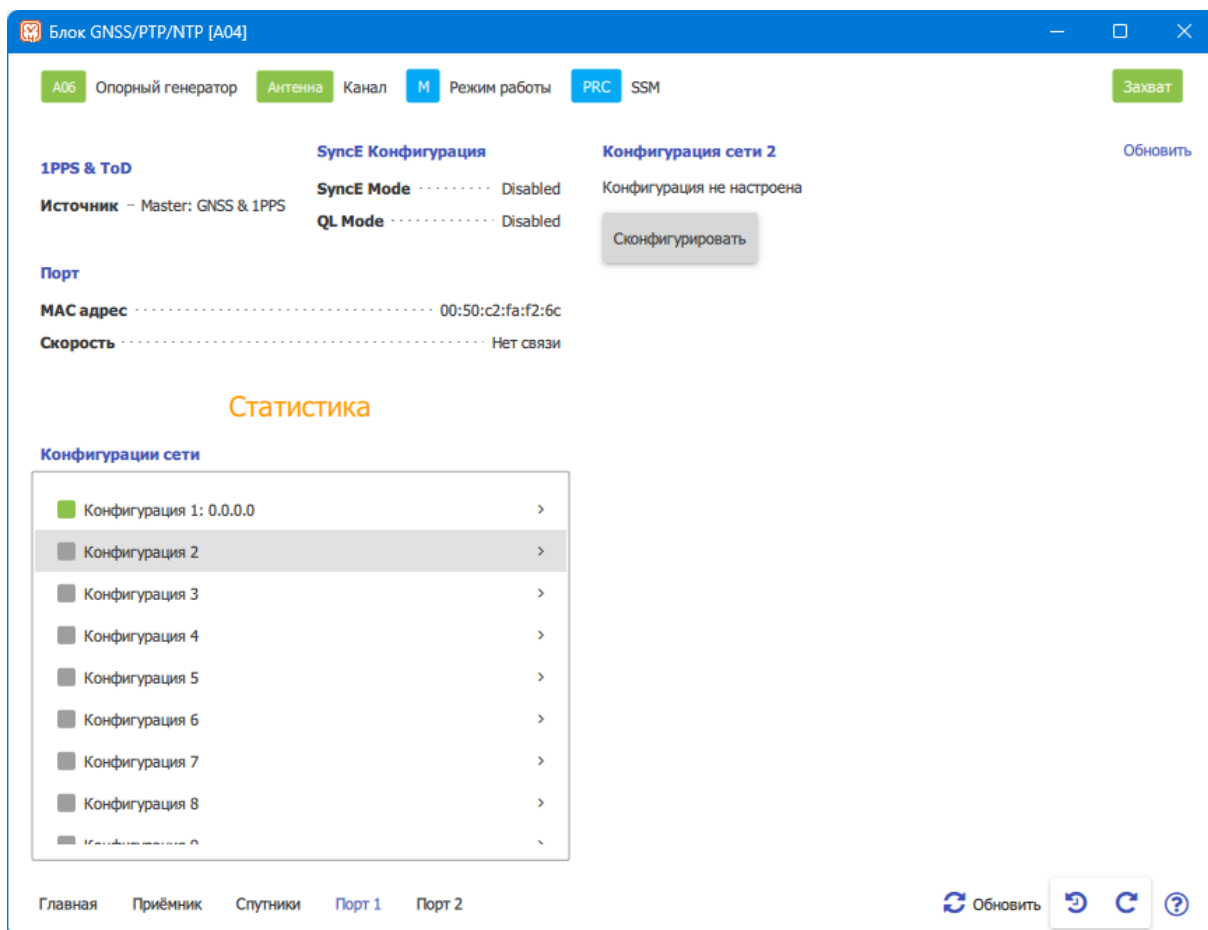 Блок GNSS/PTP/NTP [A04]
A06 Опорный генератор Антенна Канал M Режим работы PRC SSM Захват
1PPS & ToD
Источник Master: GNSS & 1PPS
SyncE Конфигурация
SyncE Mode Disabled
QL Mode Disabled
Конфигурация сети 2 Обновить
Конфигурация не настроена
Сконфигурировать
Порт
MAC адрес 00:50:c2:fa:f2:6c
Скорость Нет связи
Статистика
Конфигурации сети
Конфигурация 1: 0.0.0.0
Конфигурация 2
Конфигурация 3
Конфигурация 4
Конфигурация 5
Конфигурация 6
Конфигурация 7
Конфигурация 8
Главная Приёмник Спутники Порт 1 Порт 2 Обновить